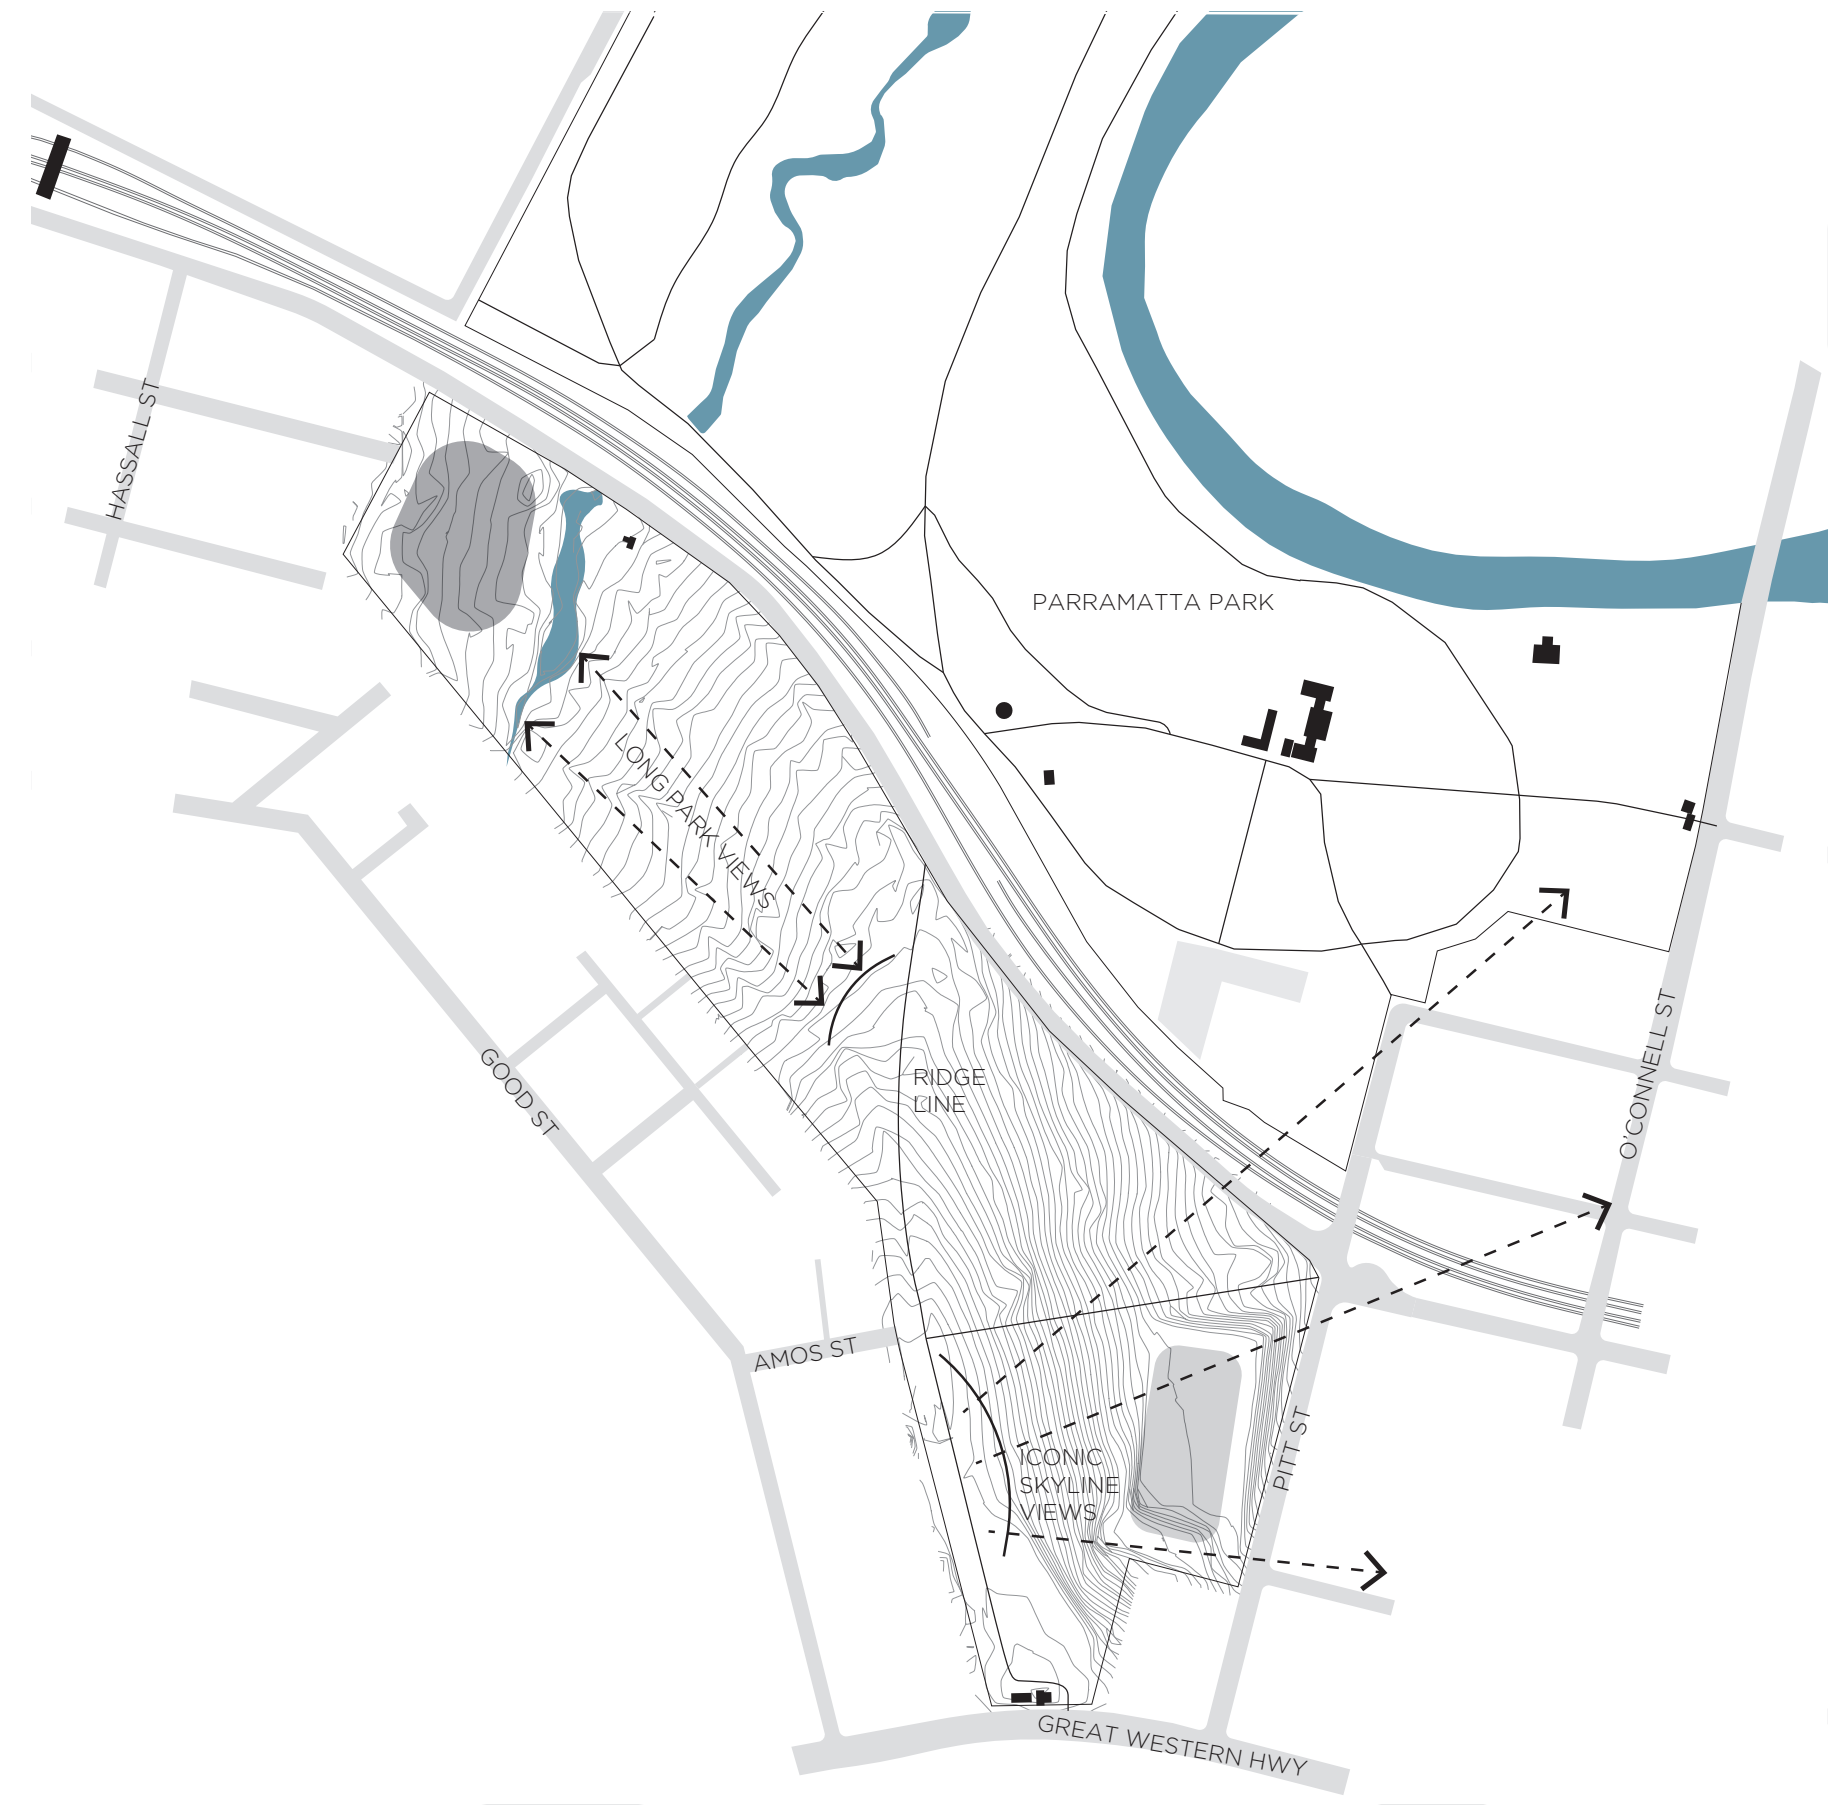 HASSALL ST
PARRAMATTA PARK
LONG PARK VIEWS
RIDGE
LINE
GOOD ST
O'CONNELL ST
AMOS ST
ICONIC
SKYLINE
VIEWS
PITT ST
GREAT WESTERN HWY